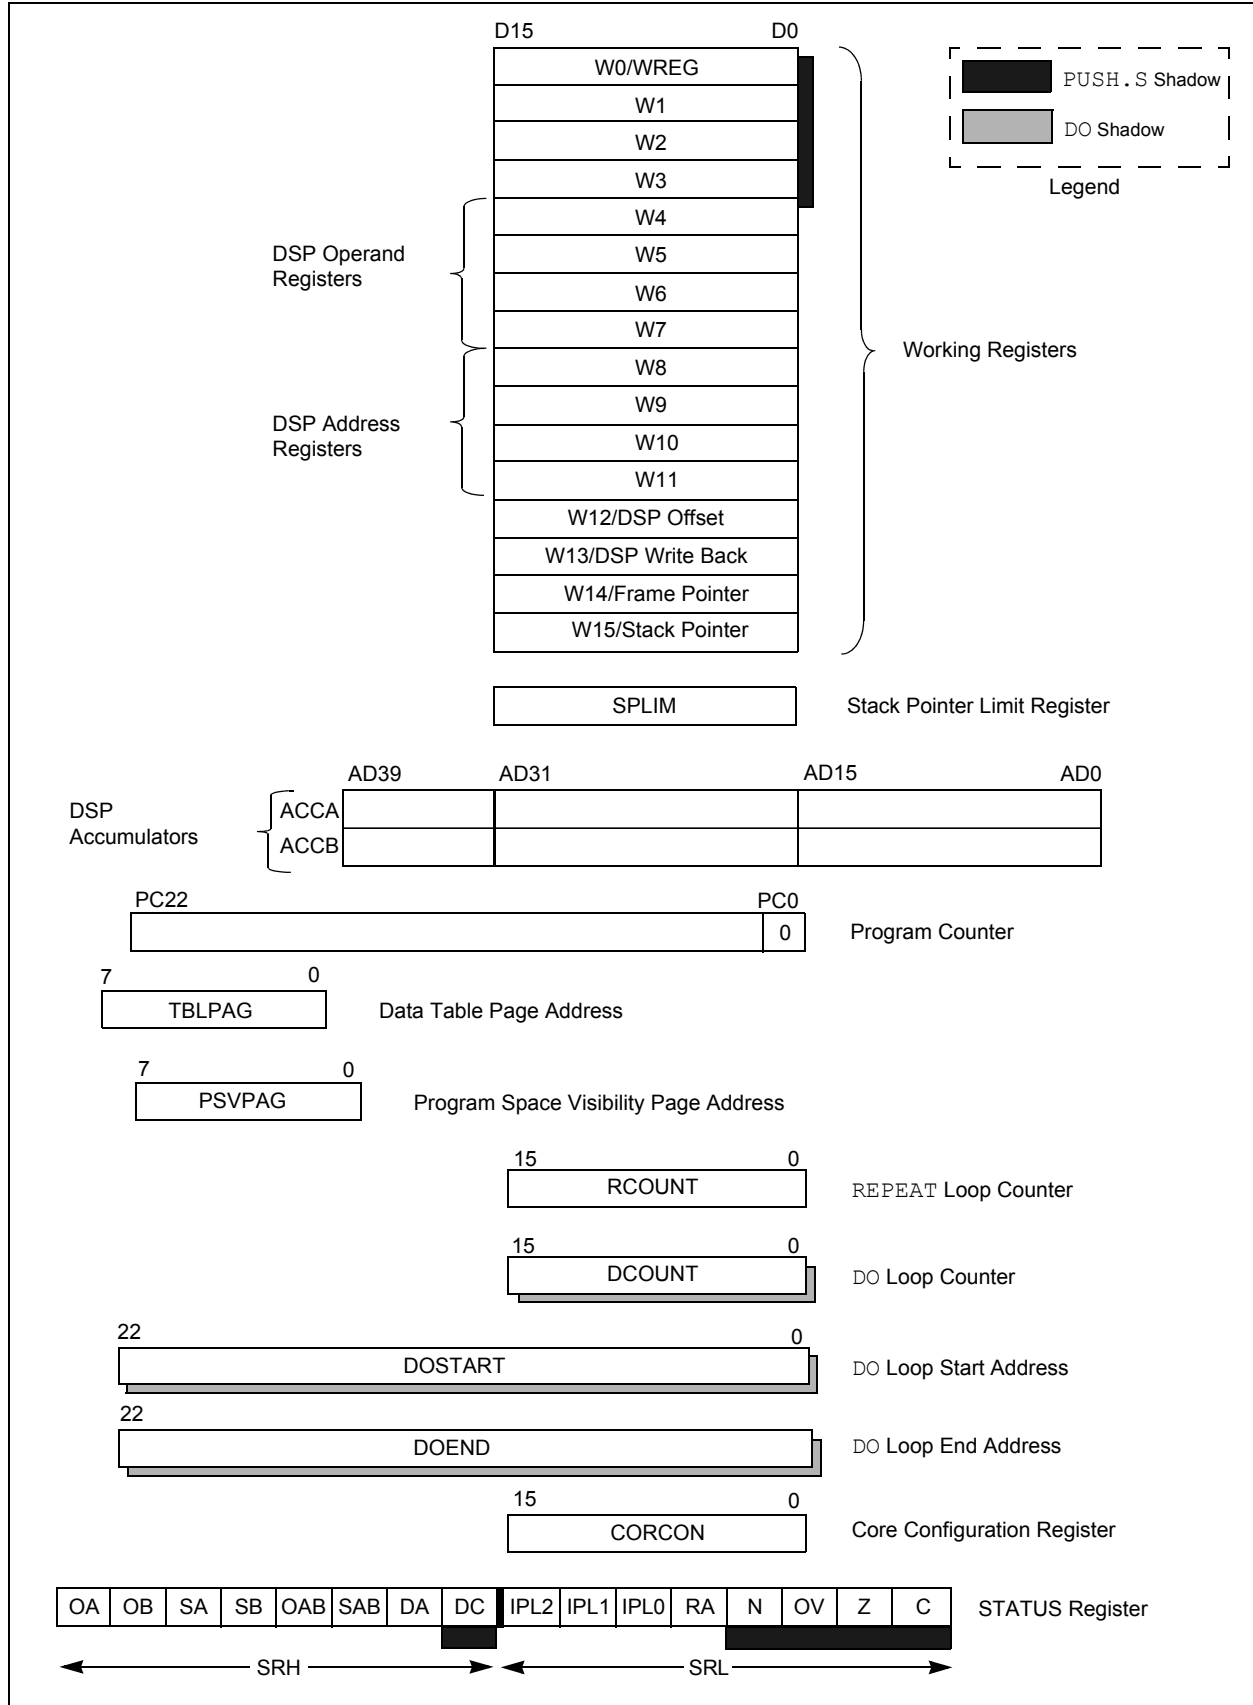 D15 D0
W0/WREG
W1
W2
W3
W4
W5
W6
W7
W8
W9
W10
W11
W12/DSP Offset
W13/DSP Write Back
W14/Frame Pointer
W15/Stack Pointer
PUSH.S Shadow
DO Shadow
Legend
DSP Operand
Registers
DSP Address
Registers
Working Registers
SPLIM Stack Pointer Limit Register
AD39 AD31 AD15 AD0
DSP
Accumulators
ACCA
ACCB
PC22 PC0
0 Program Counter
7 0
TBLPAG Data Table Page Address
7 0
PSVPAG Program Space Visibility Page Address
15 0
RCOUNT REPEAT Loop Counter
15 0
DCOUNT DO Loop Counter
22 0
DOSTART DO Loop Start Address
22
DOEND DO Loop End Address
15 0
CORCON Core Configuration Register
OA OB SA SB OAB SAB DA DC IPL2 IPL1 IPL0 RA N OV Z C STATUS Register
SRH SRL